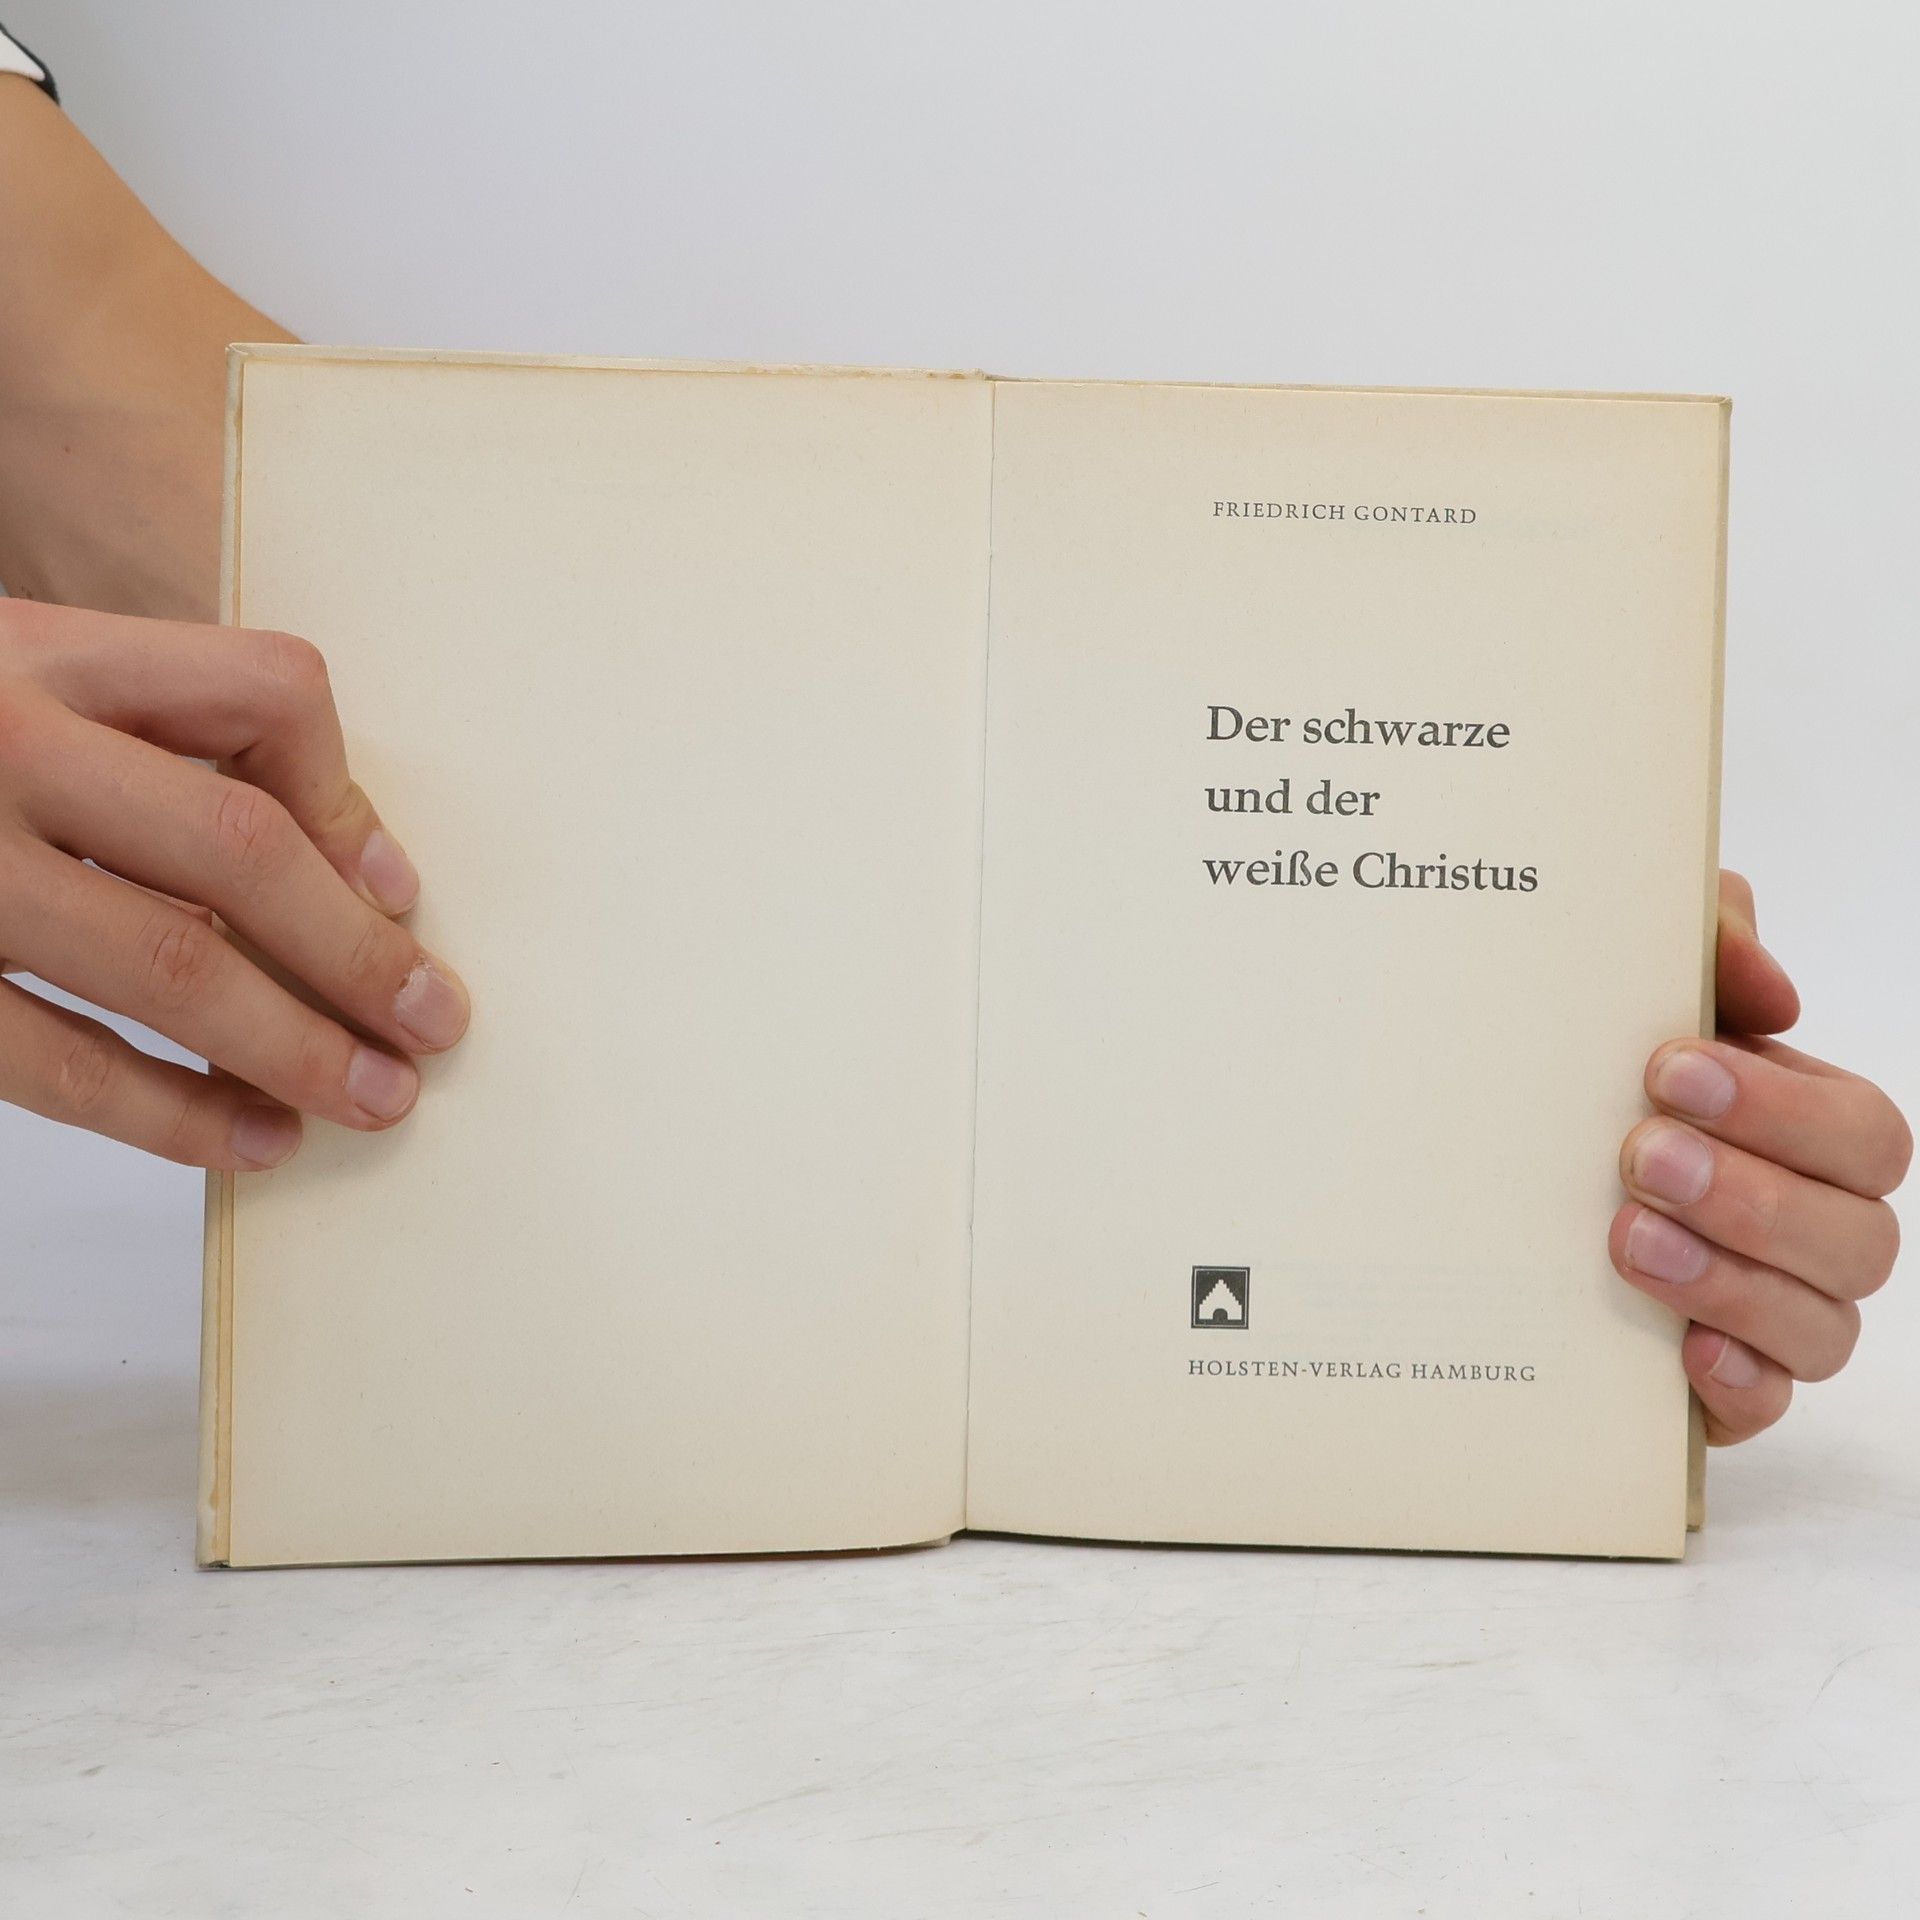 FRIEDRICH GONTARD
Der schwarze
und der
weiße Christus
HOLSTEN-VERLAG HAMBURG